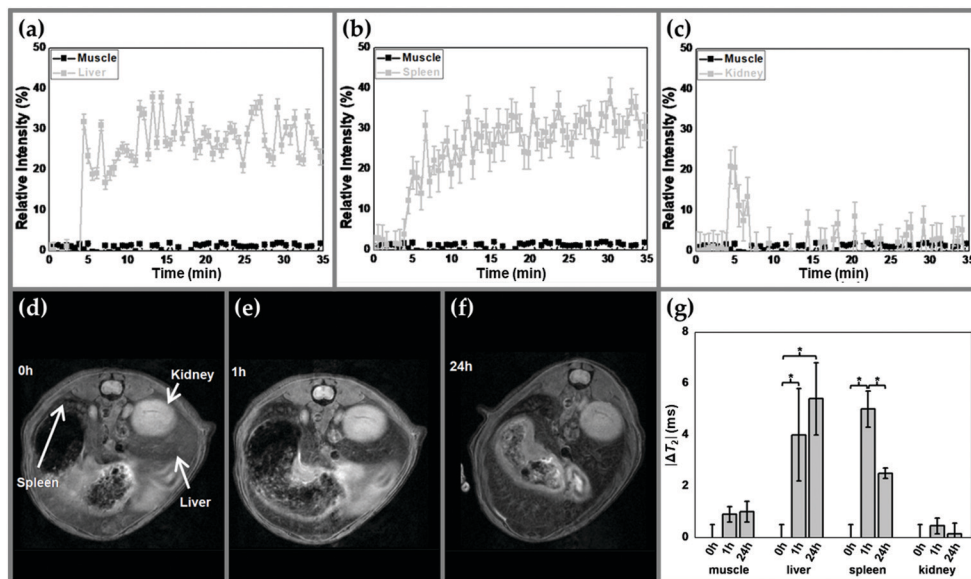 (a)
50
40
30
20
10
0
Relative Intensity (%)
Muscle
Liver
0 5 10 15 20 25 30 35
Time (min)
(b)
50
40
30
20
10
0
Relative Intensity (%)
Muscle
Spleen
0 5 10 15 20 25 30 35
Time (min)
(c)
50
40
30
20
10
0
Relative Intensity (%)
Muscle
Kidney
0 5 10 15 20 25 30 35
Time (min)
(d)
0h
Kidney
Spleen
Liver
(e)
1h
(f)
24h
(g)
8
6
4
2
0
|ΔT₂| (ms)
* * * *
0h 1h 24h 0h 1h 24h 0h 1h 24h 0h 1h 24h
muscle liver spleen kidney